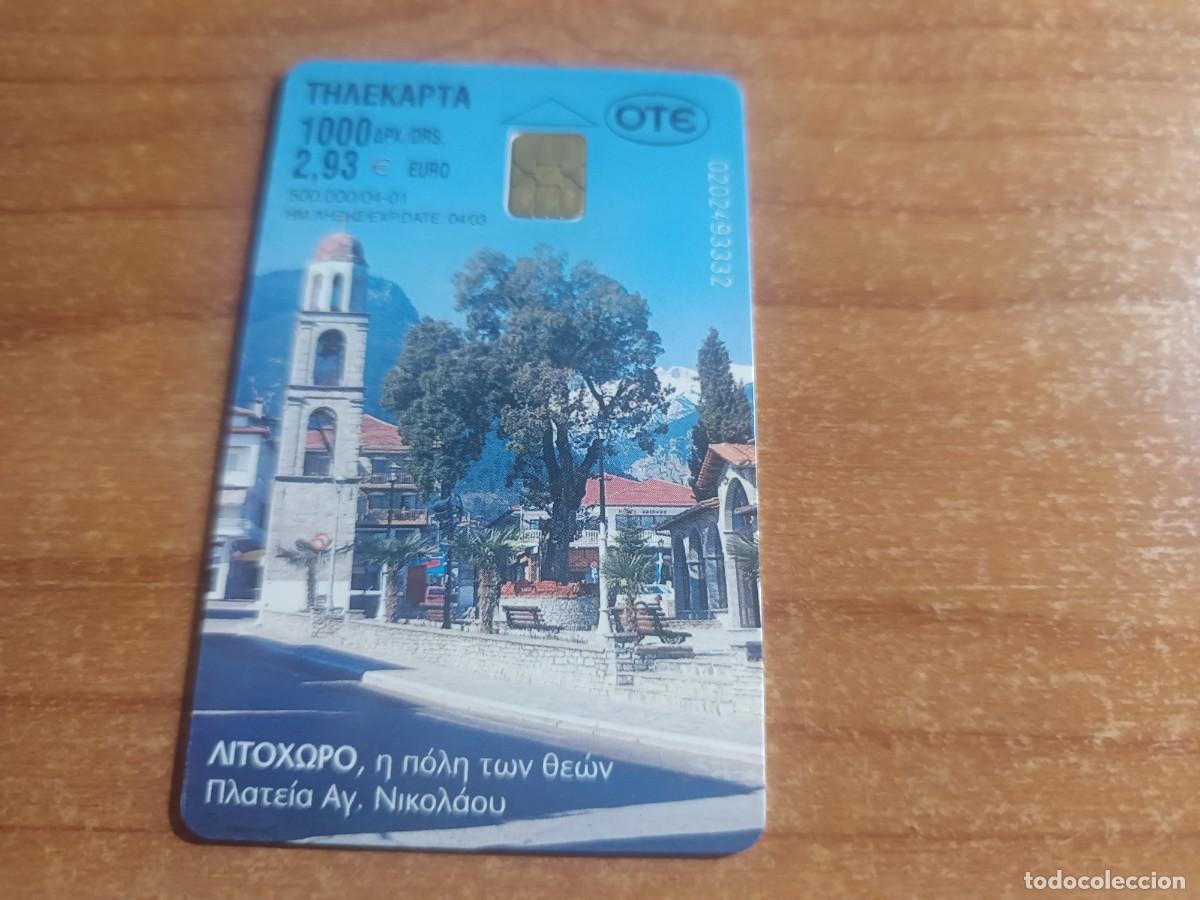 ΤΗΛΕΚΑΡΤΑ
1000 ΔΡΧ./DRS.
2,93 € EURO
500.000/04-01
ΗΜ.ΛΗΞΗΣ/EXP.DATE 04/03
OTE
0202493332
ΛΙΤΟΧΩΡΟ, η πόλη των θεών
Πλατεία Αγ. Νικολάου
todocoleccion